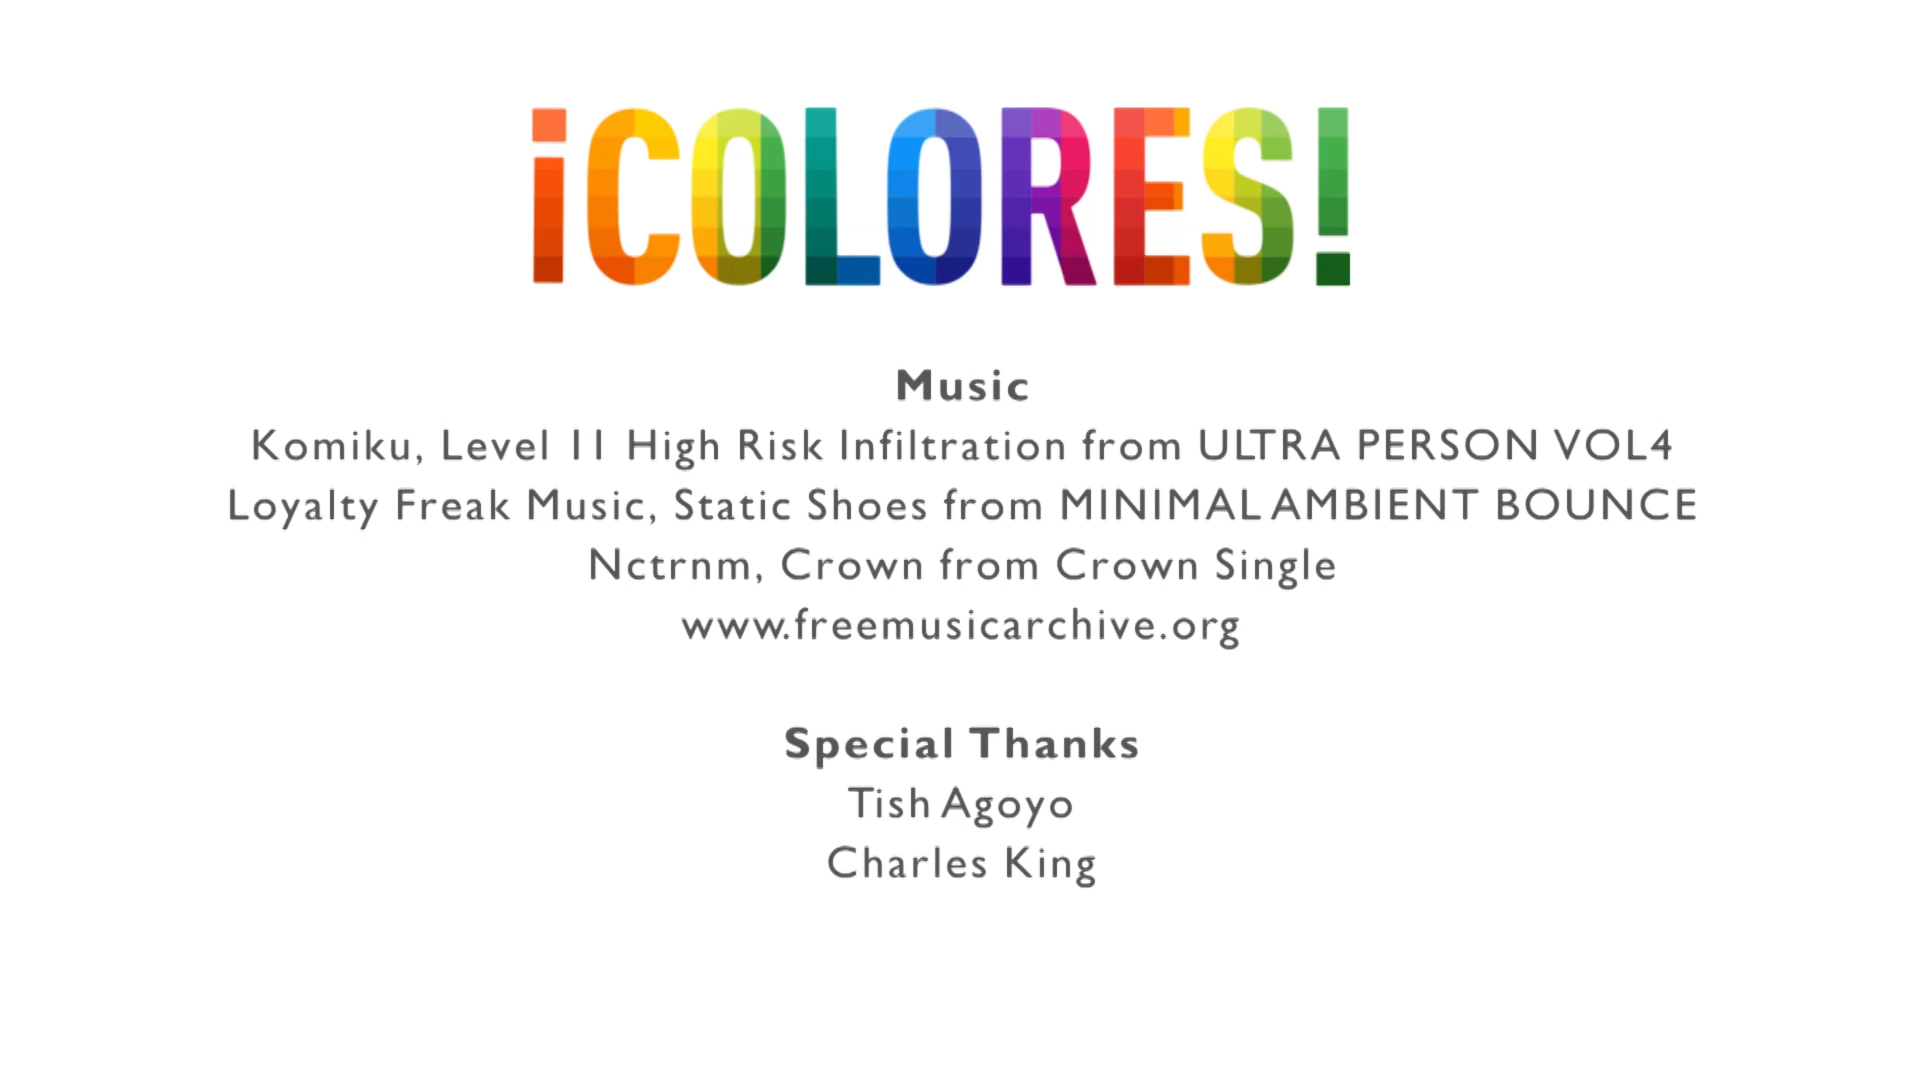 ¡COLORES!
Music
Komiku, Level 11 High Risk Infiltration from ULTRA PERSON VOL4
Loyalty Freak Music, Static Shoes from MINIMAL AMBIENT BOUNCE
Nctrnm, Crown from Crown Single
www.freemusicarchive.org
Special Thanks
Tish Agoyo
Charles King